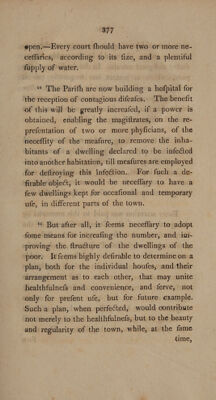 377
open.—Every court ſhould have two or more ne-
ceſſaries, according to its ſize, and a plentiful
ſupply of water.
“ The Pariſh are now building a hoſpital for
the reception of contagious diſeaſes. The benefit
of this will be greatly increaſed, if a power is
obtained, enabling the magiſtrates, on the re-
preſentation of two or more phyſicians, of the
neceſſity of the meaſure, to remove the inha-
bitants of a dwelling declared to be infected
into another habitation, till meaſures are employed
for deſtroying this infection. For ſuch a de-
ſirable object, it would be neceſſary to have a
few dwellings kept for occaſional and temporary
uſe, in different parts of the town.
“ But after all, it ſeems neceſſary to adopt
ſome means for increaſing the number, and im-
proving the ſtructure of the dwellings of the
poor. It ſeems highly deſirable to determine on a
plan, both for the individual houſes, and their
arrangement as to each other, that may unite
healthfulneſs and convenience, and ſerve, not
only for preſent uſe, but for future example.
Such a plan, when perfected, would contribute
not merely to the healthfulneſs, but to the beauty
and regularity of the town, while, at the ſame
time,